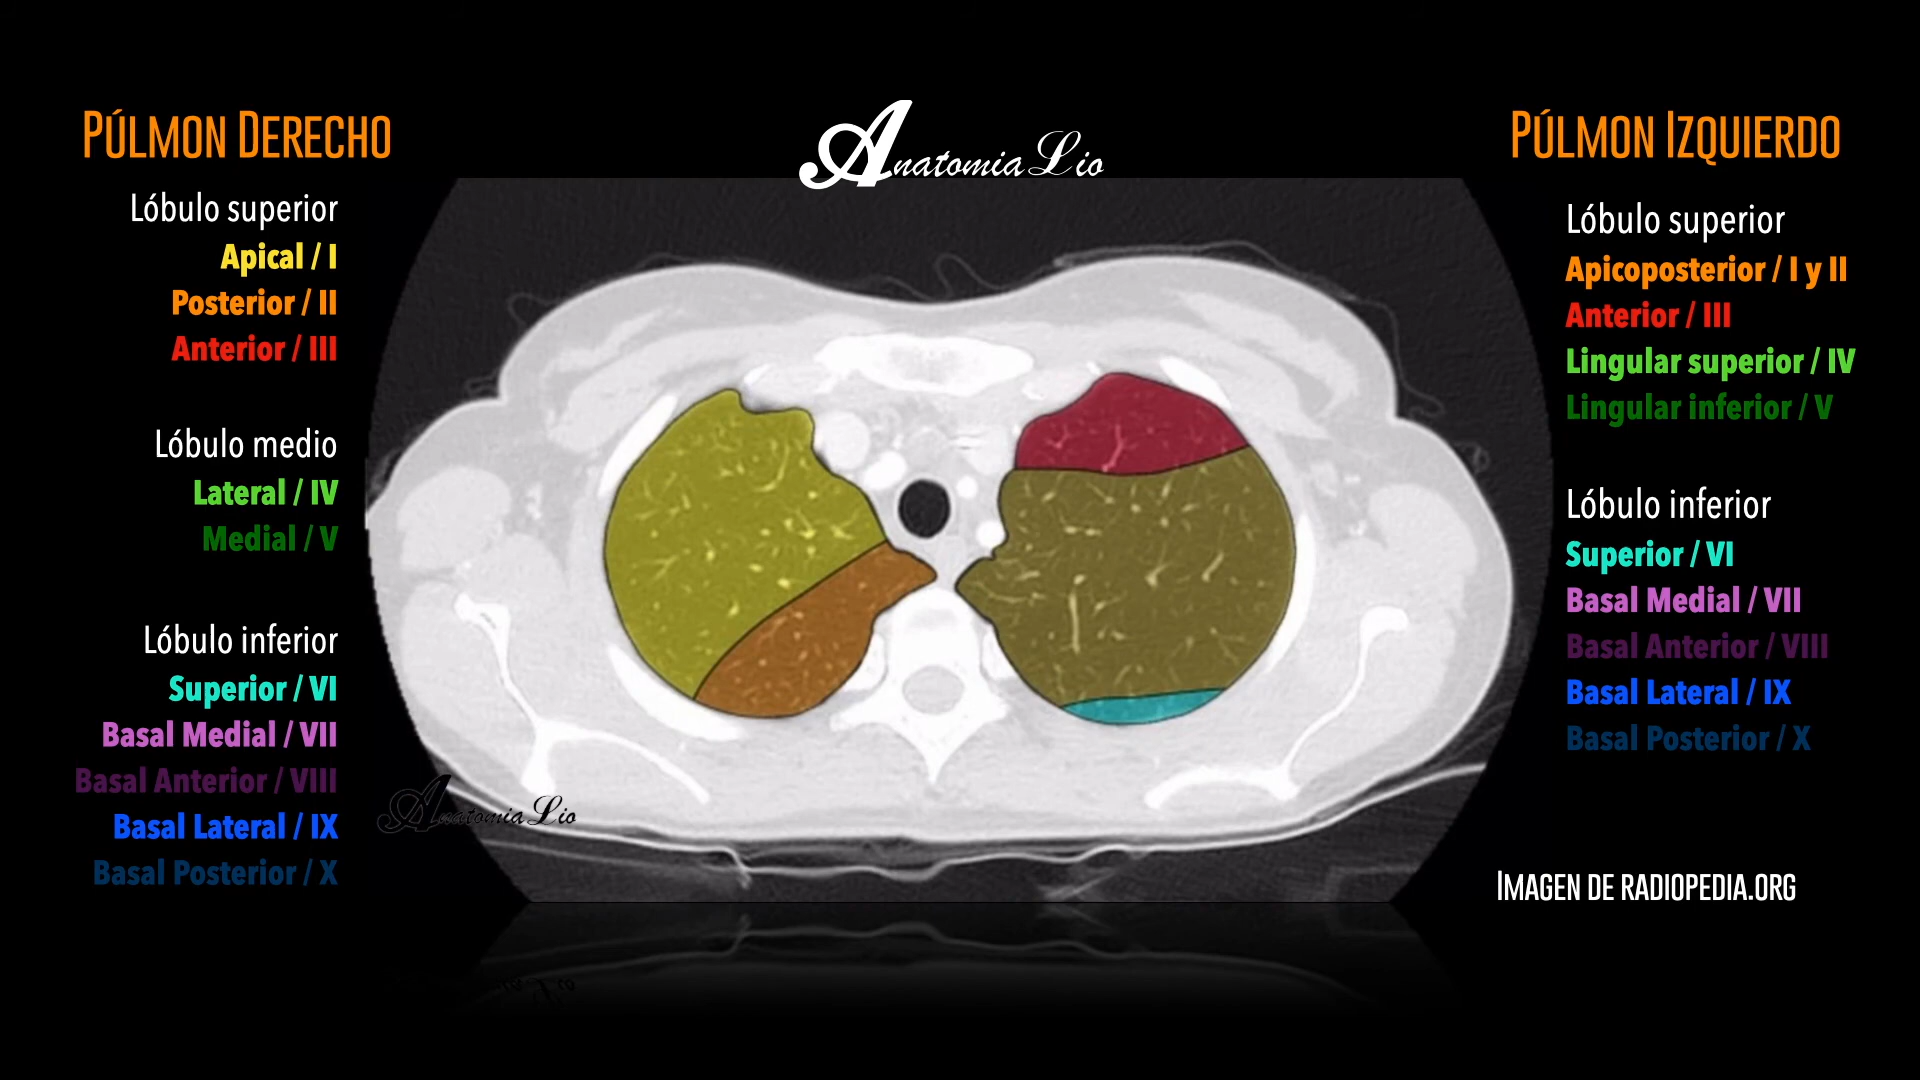 Anatomia Lio
PÚLMON DERECHO
Lóbulo superior
Apical / I
Posterior / II
Anterior / III
Lóbulo medio
Lateral / IV
Medial / V
Lóbulo inferior
Superior / VI
Basal Medial / VII
Basal Anterior / VIII
Basal Lateral / IX
Basal Posterior / X
PÚLMON IZQUIERDO
Lóbulo superior
Apicoposterior / I y II
Anterior / III
Lingular superior / IV
Lingular inferior / V
Lóbulo inferior
Superior / VI
Basal Medial / VII
Basal Anterior / VIII
Basal Lateral / IX
Basal Posterior / X
Anatomia Lio
IMAGEN DE RADIOPEDIA.ORG